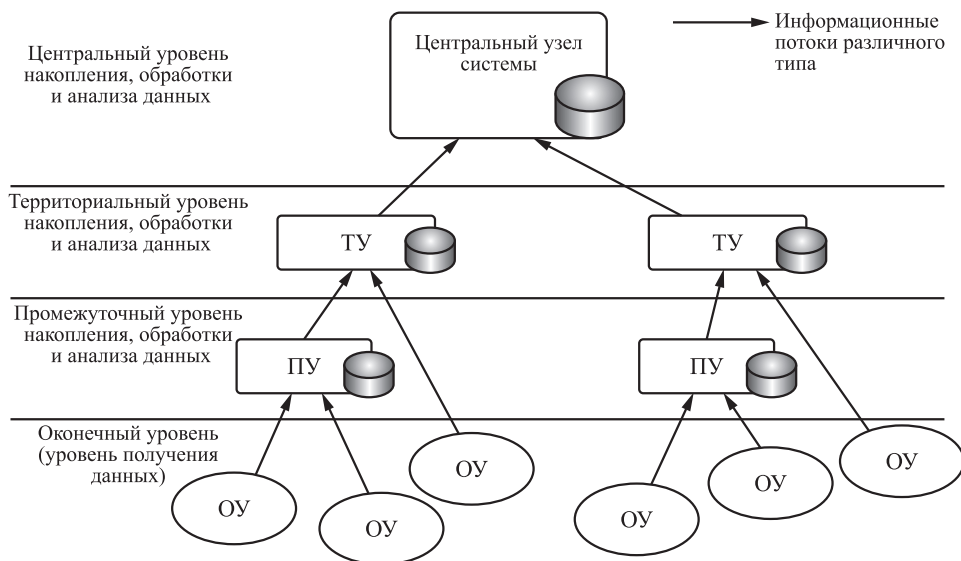 Центральный уровень
накопления, обработки
и анализа данных
Центральный узел
системы
Информационные
потоки различного
типа
Территориальный уровень
накопления, обработки
и анализа данных
ТУ
ТУ
Промежуточный уровень
накопления, обработки
и анализа данных
ПУ
ПУ
Оконечный уровень
(уровень получения
данных)
ОУ
ОУ
ОУ
ОУ
ОУ
ОУ